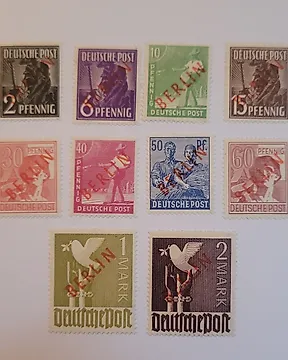 DEUTSCHE POST
BERLIN
2 PFENNIG
DEUTSCHE POST
BERLIN
6 PFENNIG
10
PFENNIG
BERLIN
DEUTSCHE POST
DEUTSCHE POST
BERLIN
15 PFENNIG
BERLIN
DEUTSCHE POST
40
PFENNIG
BERLIN
DEUTSCHE POST
50 PF.
BERLIN
DEUTSCHE POST
60
PFENNIG
BERLIN
DEUTSCHE POST
1 MARK
BERLIN
DEUTSCHE POST
2 MARK
BERLIN
DEUTSCHE POST